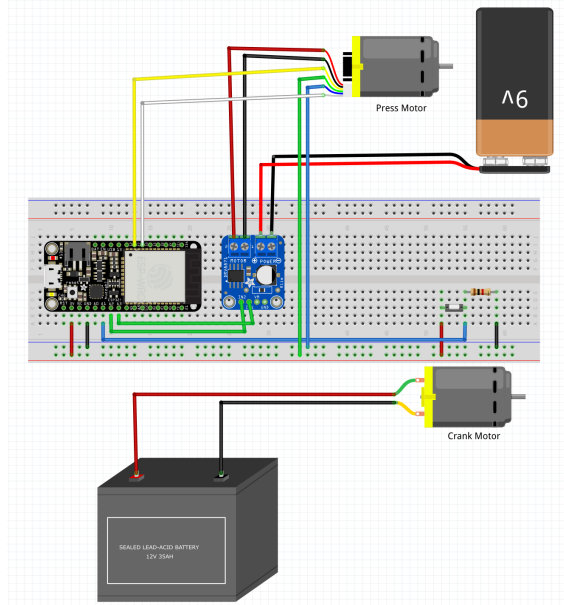 Press Motor
9V
MOTOR
POWER
Crank Motor
SEALED LEAD-ACID BATTERY
12V 35AH